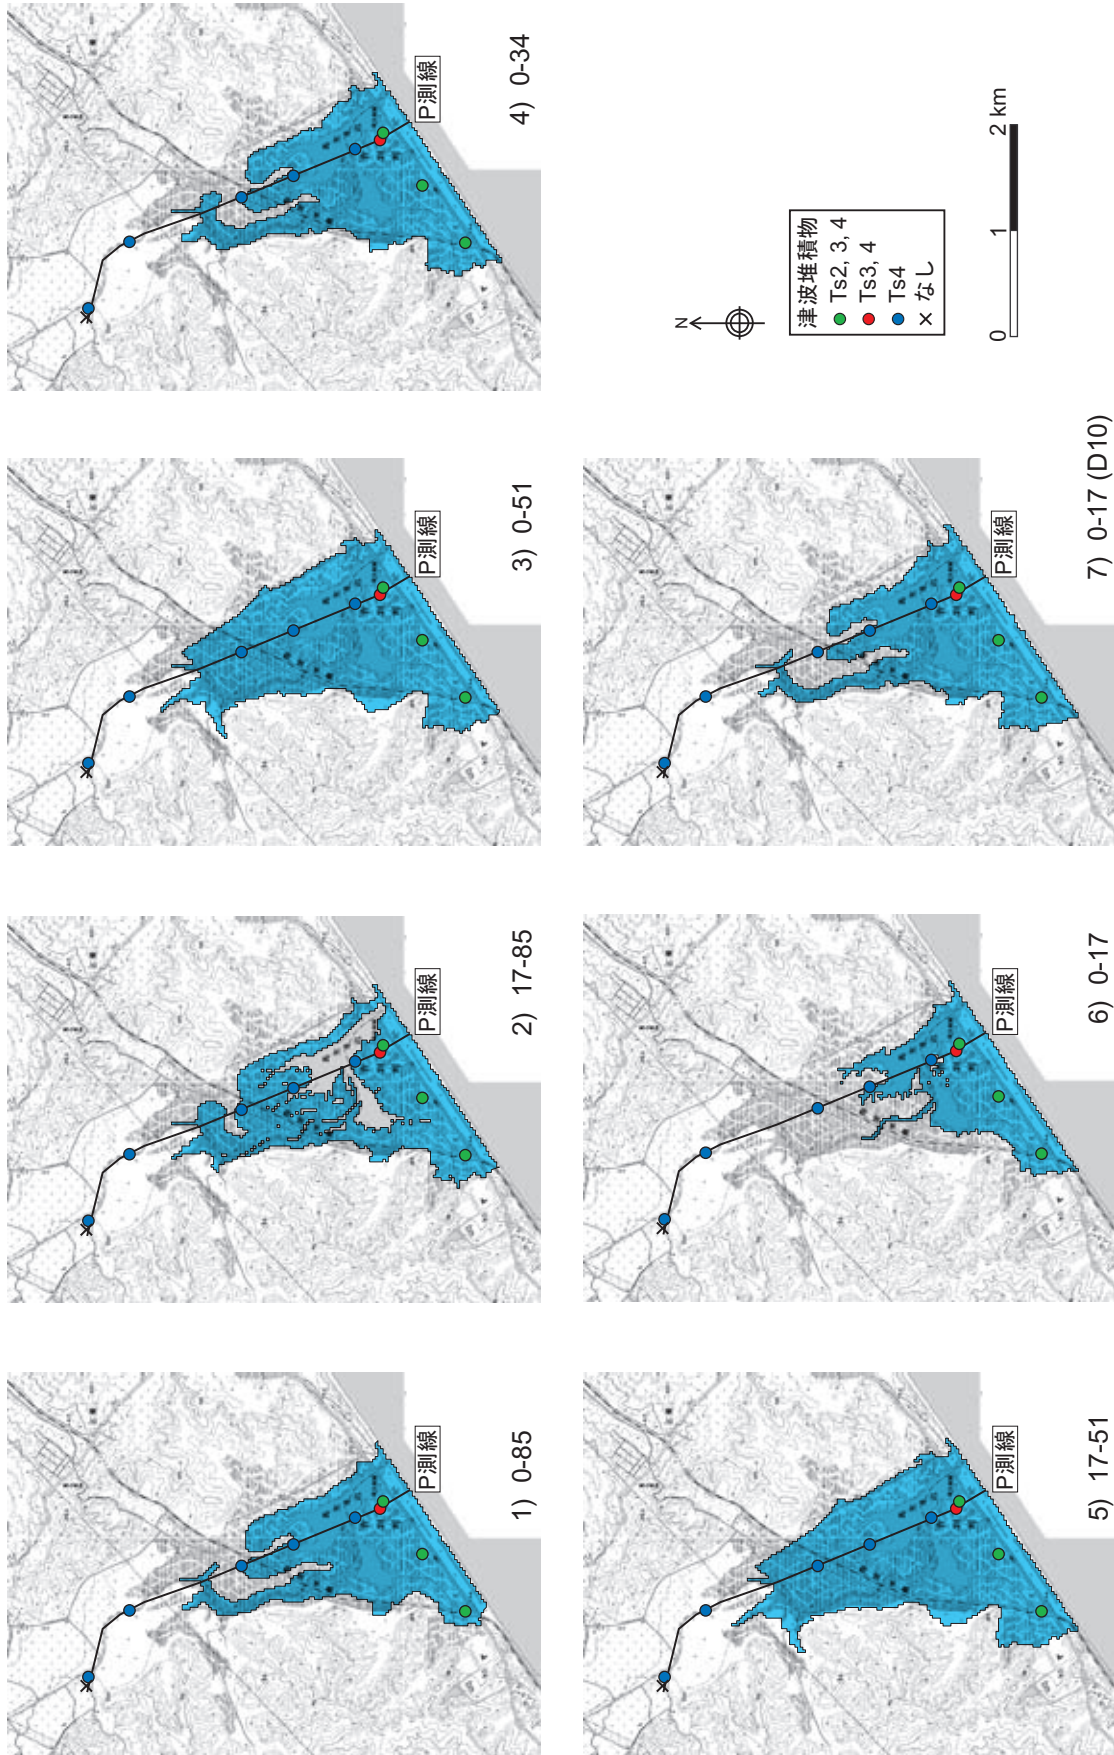 P測線
1) 0-85
P測線
2) 17-85
P測線
3) 0-51
P測線
4) 0-34
P測線
5) 17-51
P測線
6) 0-17
P測線
7) 0-17 (D10)
N
津波堆積物
Ts2, 3, 4
Ts3, 4
Ts4
なし
0 1 2 km